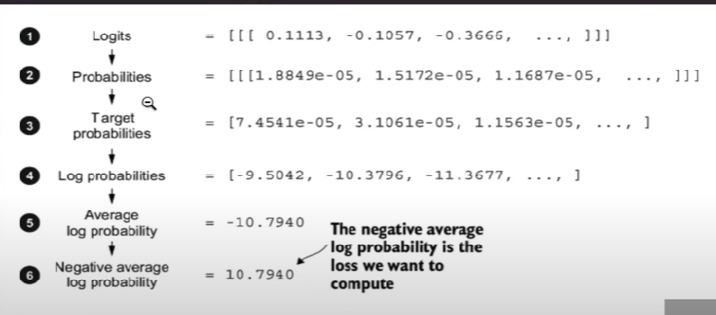 1 Logits = [[[ 0.1113, -0.1057, -0.3666, ..., ]]]
2 Probabilities = [[[1.8849e-05, 1.5172e-05, 1.1687e-05, ..., ]]]
3 Target
probabilities = [7.4541e-05, 3.1061e-05, 1.1563e-05, ..., ]
4 Log probabilities = [-9.5042, -10.3796, -11.3677, ..., ]
5 Average
log probability = -10.7940
6 Negative average
log probability = 10.7940
The negative average
log probability is the
loss we want to
compute